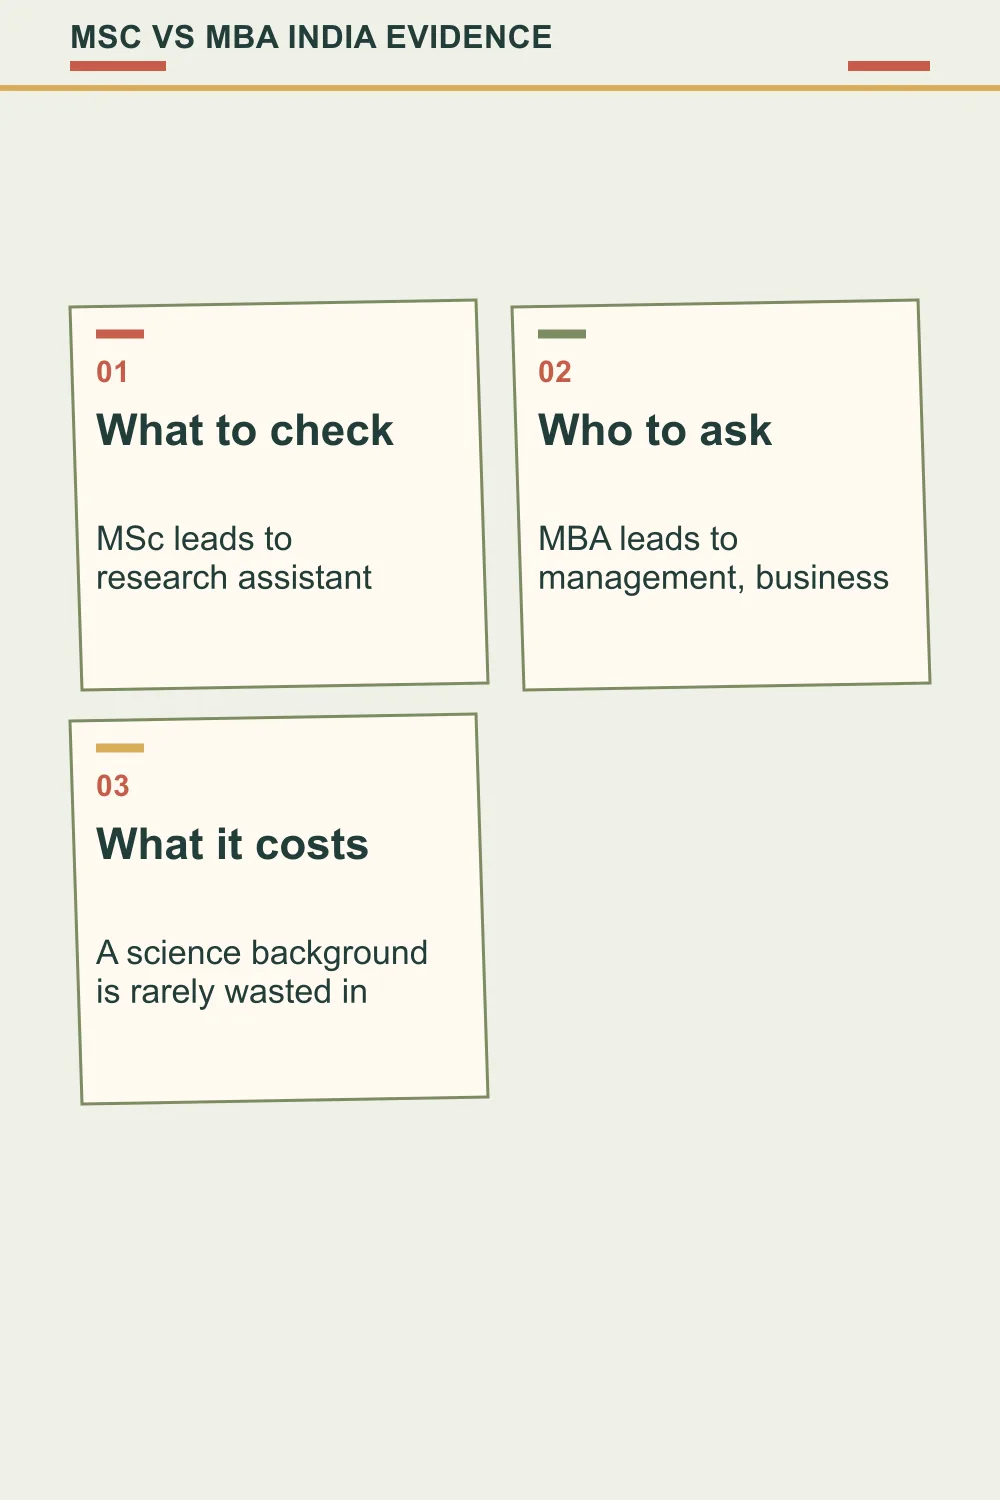 MSC VS MBA INDIA EVIDENCE
01
What to check
MSc leads to
research assistant
02
Who to ask
MBA leads to
management, business
03
What it costs
A science background
is rarely wasted in